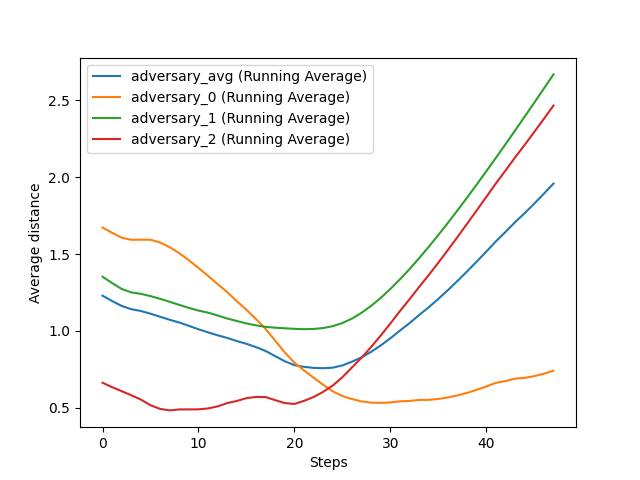 adversary_avg (Running Average)
adversary_0 (Running Average)
adversary_1 (Running Average)
adversary_2 (Running Average)
Average distance
2.5
2.0
1.5
1.0
0.5
0 10 20 30 40
Steps